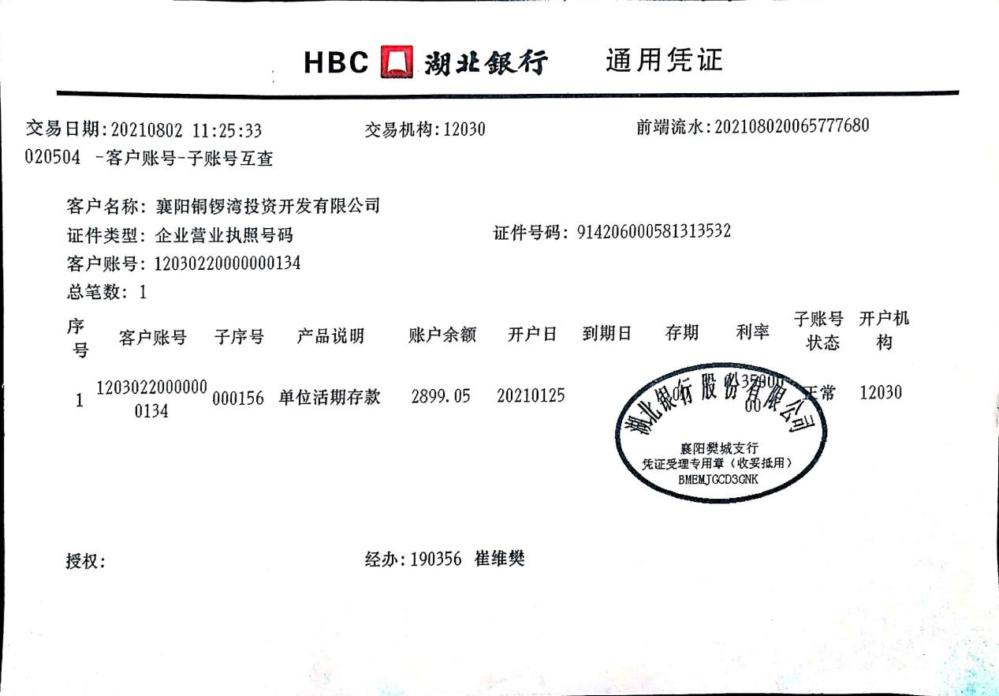 HBC 湖北銀行 通用凭证
交易日期:20210802 11:25:33 交易机构:12030 前端流水:202108020065777680
020504 -客户账号-子账号互查
客户名称: 襄阳铜锣湾投资开发有限公司
证件类型: 企业营业执照号码 证件号码: 914206000581313532
客户账号: 12030220000000134
总笔数: 1
序号 客户账号 子序号 产品说明 账户余额 开户日 到期日 存期 利率 子账号状态 开户机构
1 12030220000000134 000156 单位活期存款 2899.05 20210125 正常 12030
湖北银行股份有限公司
襄阳樊城支行
凭证受理专用章（收妥抵用）
BMEMJGCD3GNK
授权: 经办:190356 崔维樊